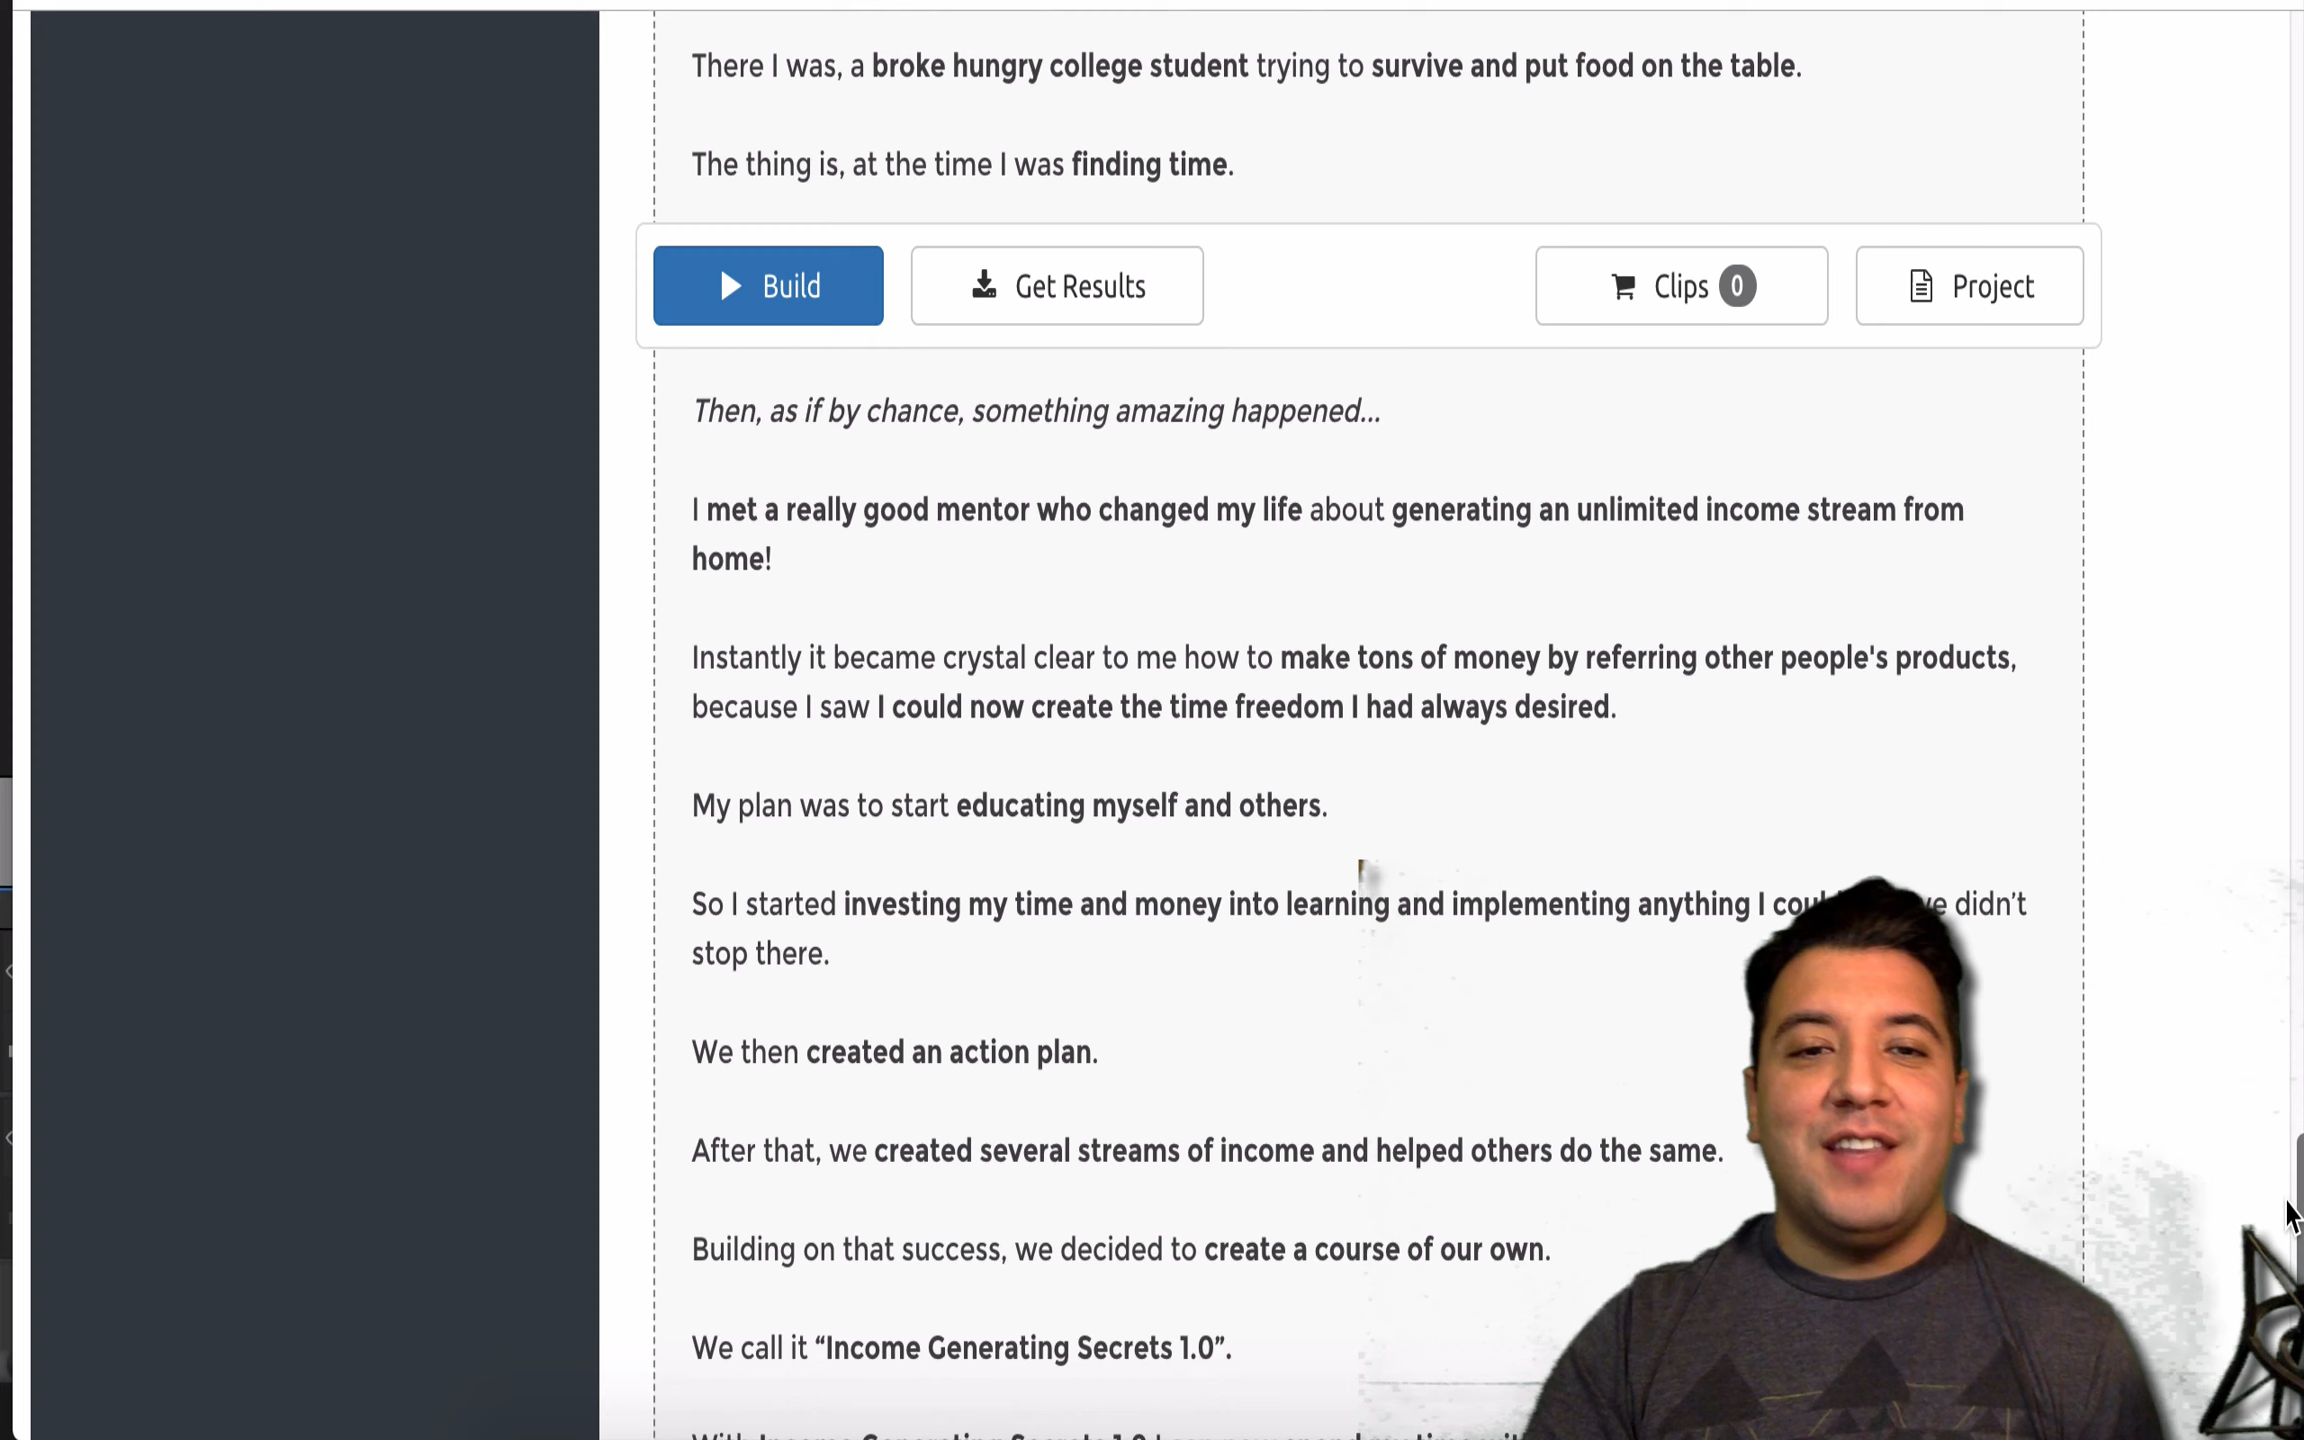 There I was, a broke hungry college student trying to survive and put food on the table.
The thing is, at the time I was finding time.
Build
Get Results
Clips 0
Project
Then, as if by chance, something amazing happened...
I met a really good mentor who changed my life about generating an unlimited income stream from
home!
Instantly it became crystal clear to me how to make tons of money by referring other people's products,
because I saw I could now create the time freedom I had always desired.
My plan was to start educating myself and others.
So I started investing my time and money into learning and implementing anything I didn’t
stop there.
We then created an action plan.
After that, we created several streams of income and helped others do the same.
Building on that success, we decided to create a course of our own.
We call it “Income Generating Secrets 1.0”.